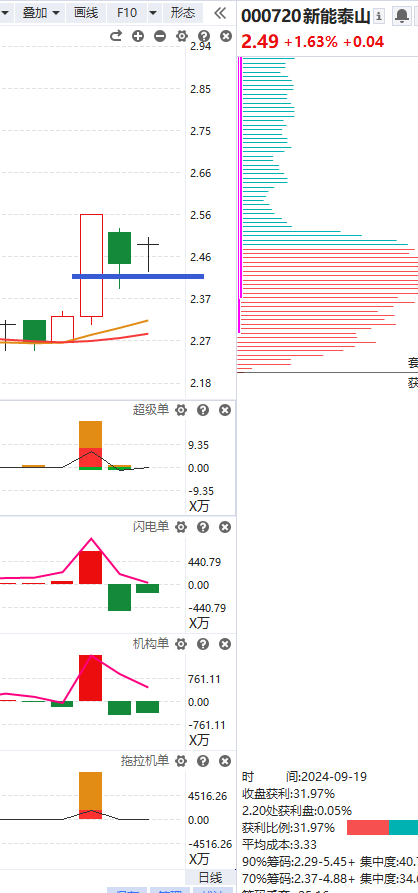 叠加 画线 F10 形态
000720 新能泰山
2.49 +1.63% +0.04
2.94
2.85
2.75
2.66
2.56
2.46
2.37
2.27
2.18
套
获
超级单
9.35
0.00
-9.35
X万
闪电单
440.79
0.00
-440.79
X万
机构单
761.11
0.00
-761.11
X万
拖拉机单
4516.26
0.00
-4516.26
X万
日线
时 间:2024-09-19
收盘获利:31.97%
2.20处获利盘:0.05%
获利比例:31.97%
平均成本:3.33
90%筹码:2.29-5.45+ 集中度:40.
70%筹码:2.37-4.88+ 集中度:34.